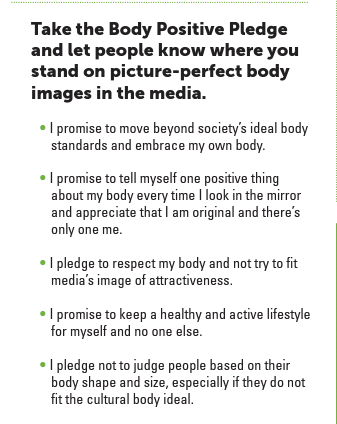 Take the Body Positive Pledge
and let people know where you
stand on picture-perfect body
images in the media.
• I promise to move beyond society's ideal body
standards and embrace my own body.
• I promise to tell myself one positive thing
about my body every time I look in the mirror
and appreciate that I am original and there's
only one me.
• I pledge to respect my body and not try to fit
media's image of attractiveness.
• I promise to keep a healthy and active lifestyle
for myself and no one else.
• I pledge not to judge people based on their
body shape and size, especially if they do not
fit the cultural body ideal.